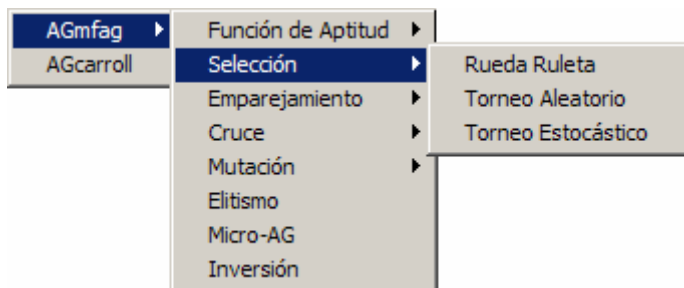 AGmfag
AGcarroll
Función de Aptitud
Selección
Emparejamiento
Cruce
Mutación
Elitismo
Micro-AG
Inversión
Rueda Ruleta
Torneo Aleatorio
Torneo Estocástico